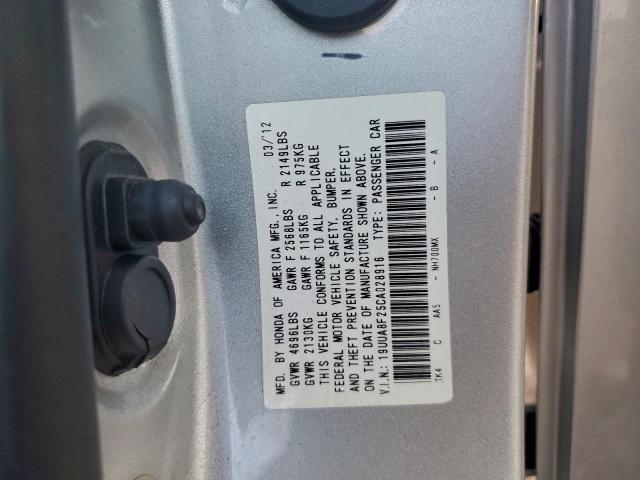 MFD. BY HONDA OF AMERICA MFG., INC. 03/12
GVWR 4696LBS GAWR F 2568LBS R 2149LBS
GVWR 2130KG GAWR F 1165KG R 975KG
THIS VEHICLE CONFORMS TO ALL APPLICABLE
FEDERAL MOTOR VEHICLE SAFETY, BUMPER,
AND THEFT PREVENTION STANDARDS IN EFFECT
ON THE DATE OF MANUFACTURE SHOWN ABOVE.
V.I.N.: 19UUA8F25CA028916 TYPE: PASSENGER CAR
TK4 C AA5 - NH700MX - B - A